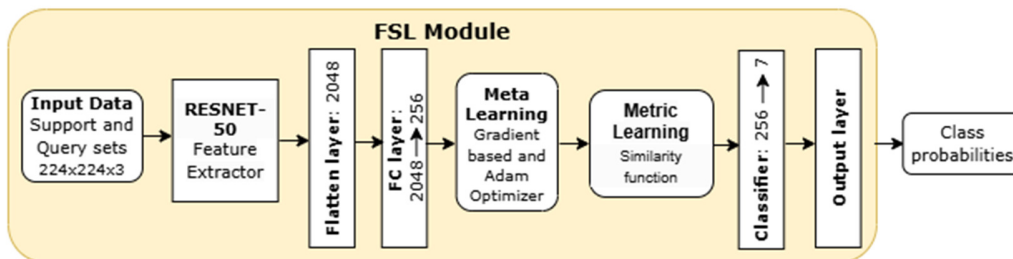 FSL Module
Input Data
Support and
Query sets
224x224x3
RESNET-
50
Feature
Extractor
Flatten layer: 2048
FC layer:
2048 → 256
Meta
Learning
Gradient
based and
Adam
Optimizer
Metric
Learning
Similarity
function
Classifier: 256 → 7
Output layer
Class
probabilities